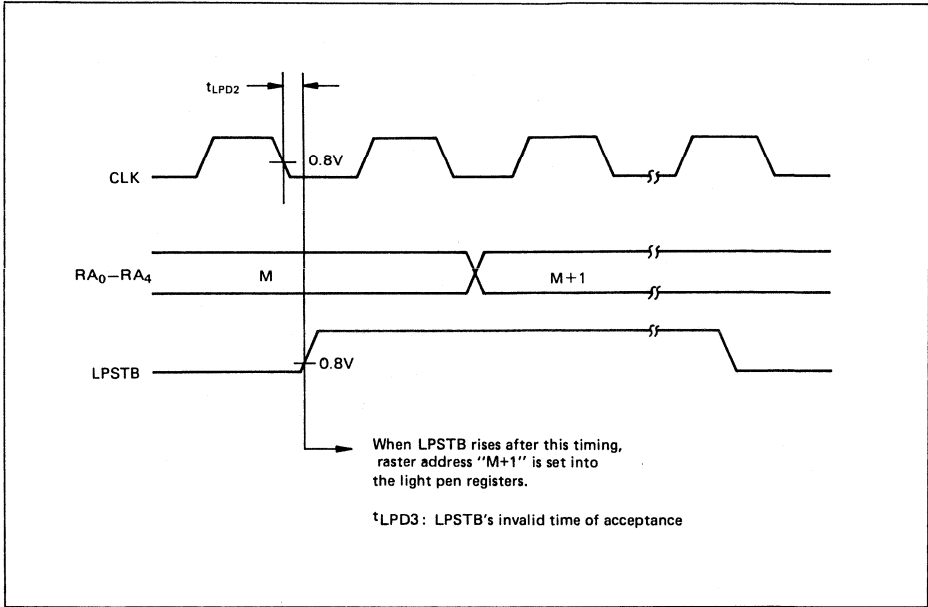 tLPD2
0.8V
CLK
RA0—RA4
M
M+1
0.8V
LPSTB
When LPSTB rises after this timing,
raster address "M+1" is set into
the light pen registers.
tLPD3: LPSTB's invalid time of acceptance